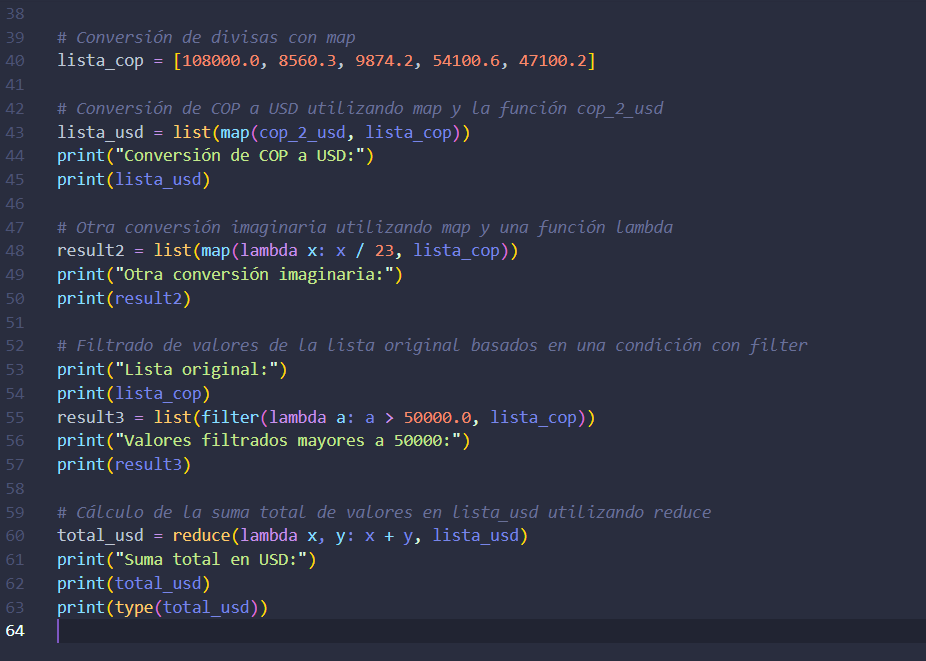 38
39 # Conversión de divisas con map
40 lista_cop = [108000.0, 8560.3, 9874.2, 54100.6, 47100.2]
41
42 # Conversión de COP a USD utilizando map y la función cop_2_usd
43 lista_usd = list(map(cop_2_usd, lista_cop))
44 print("Conversión de COP a USD:")
45 print(lista_usd)
46
47 # Otra conversión imaginaria utilizando map y una función lambda
48 result2 = list(map(lambda x: x / 23, lista_cop))
49 print("Otra conversión imaginaria:")
50 print(result2)
51
52 # Filtrado de valores de la lista original basados en una condición con filter
53 print("Lista original:")
54 print(lista_cop)
55 result3 = list(filter(lambda a: a > 50000.0, lista_cop))
56 print("Valores filtrados mayores a 50000:")
57 print(result3)
58
59 # Cálculo de la suma total de valores en lista_usd utilizando reduce
60 total_usd = reduce(lambda x, y: x + y, lista_usd)
61 print("Suma total en USD:")
62 print(total_usd)
63 print(type(total_usd))
64